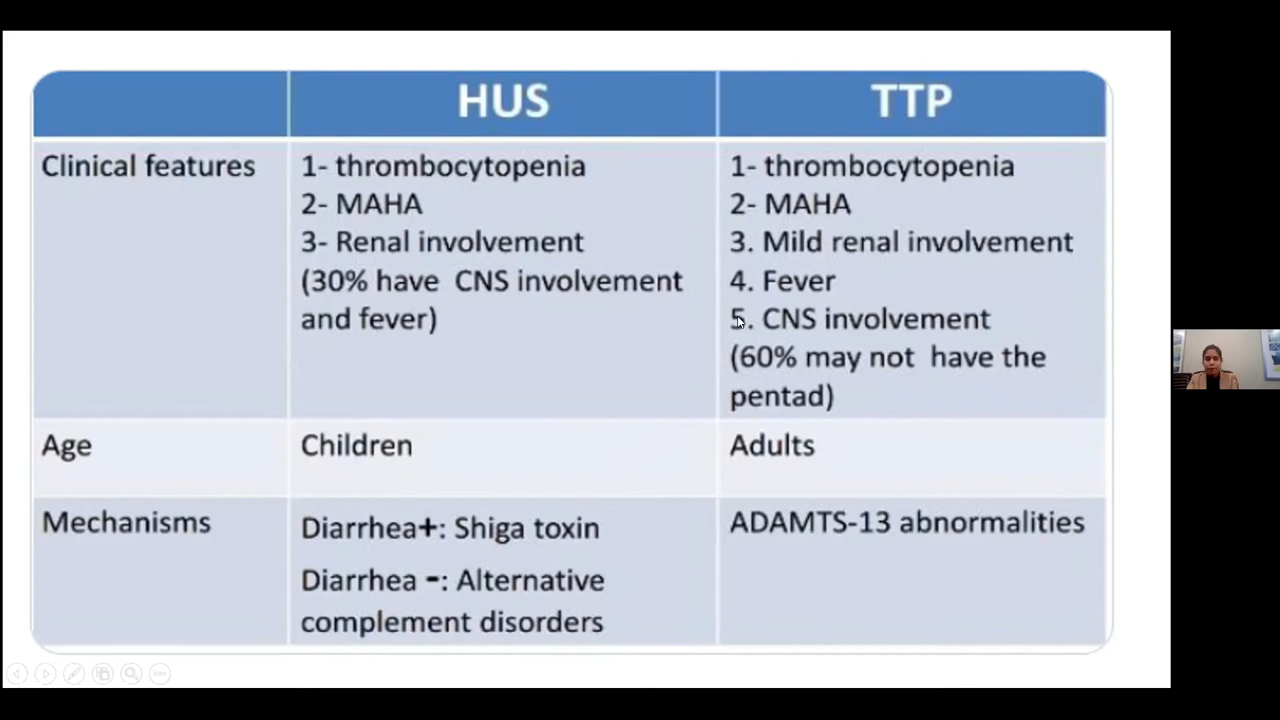 HUS
TTP
Clinical features
1- thrombocytopenia
2- MAHA
3- Renal involvement
(30% have CNS involvement
and fever)
1- thrombocytopenia
2- MAHA
3. Mild renal involvement
4. Fever
5. CNS involvement
(60% may not have the
pentad)
Age
Children
Adults
Mechanisms
Diarrhea+: Shiga toxin
Diarrhea -: Alternative
complement disorders
ADAMTS-13 abnormalities